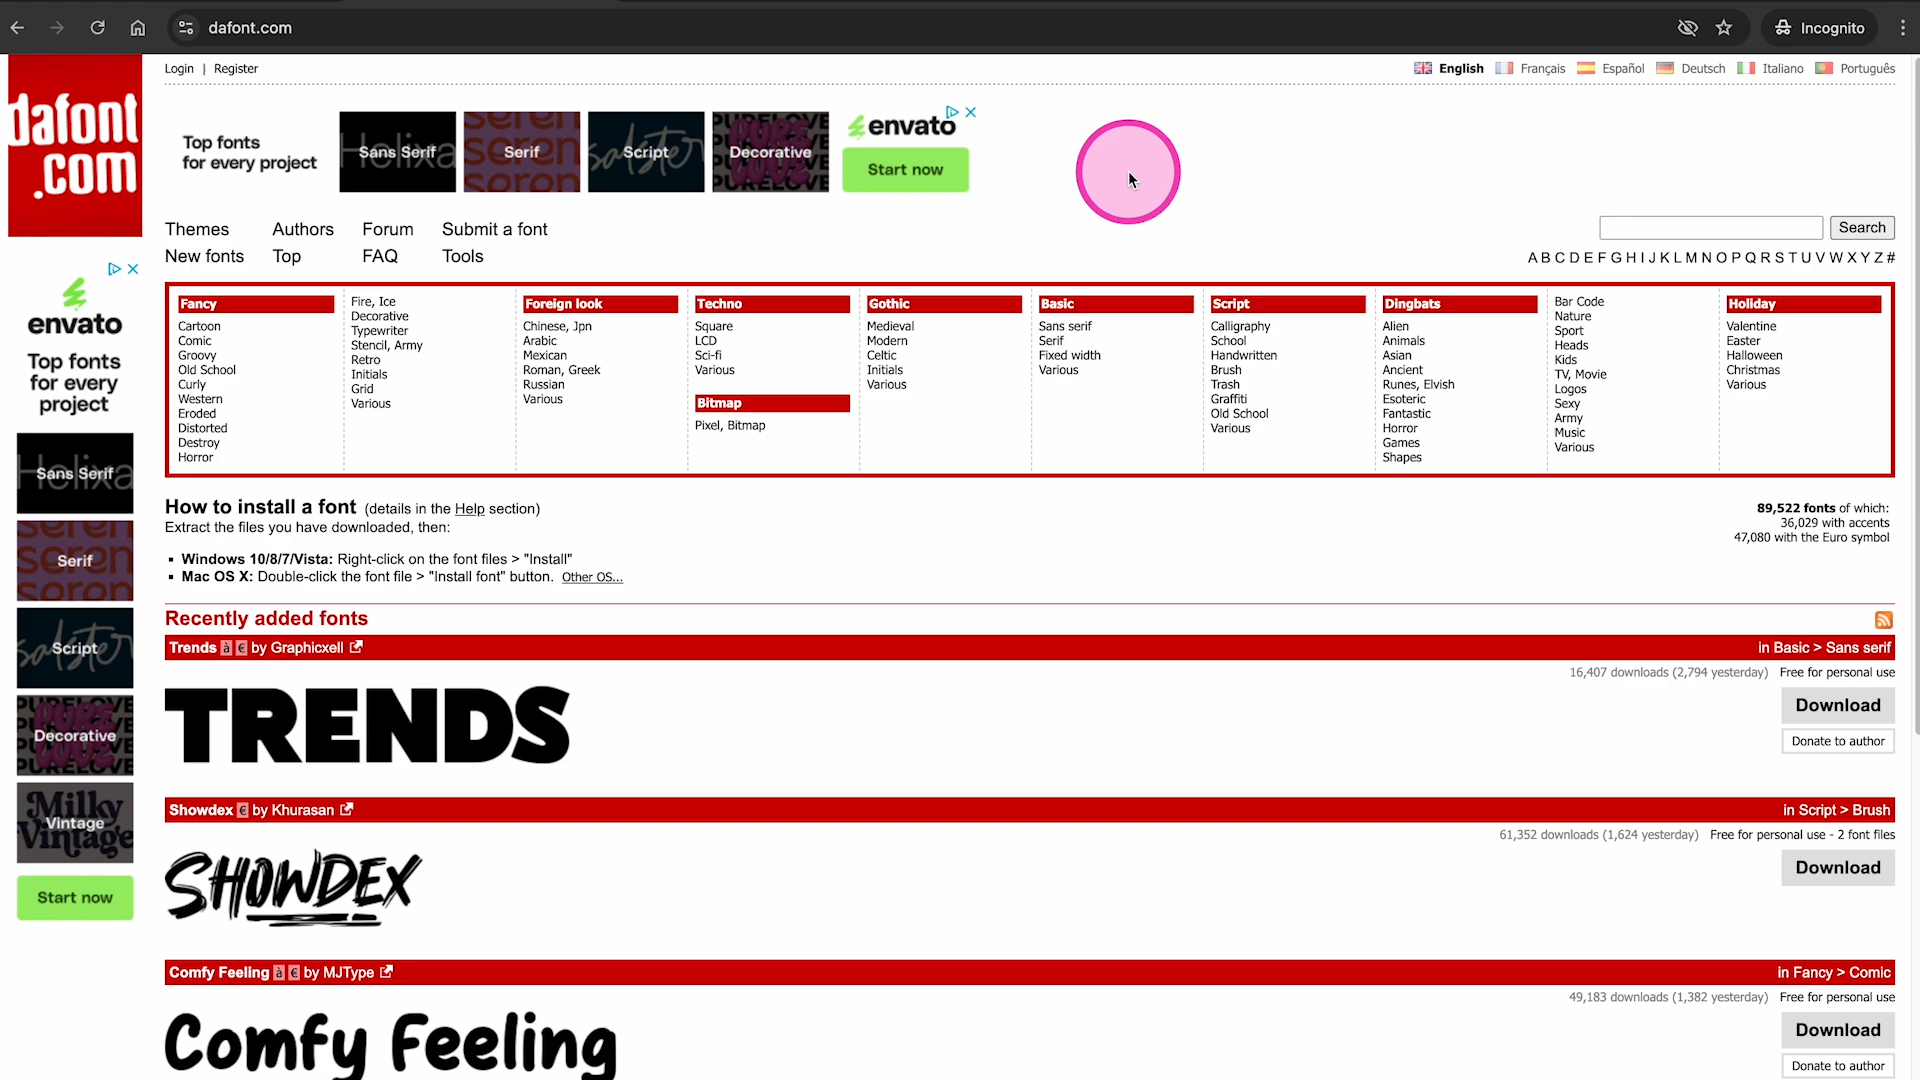 dafont.com
Incognito
Login | Register
English Français Español Deutsch Italiano Português
dafont
.com
Top fonts
for every project
Sans Serif
Serif
Script
Decorative
envato
Start now
Themes Authors Forum Submit a font
New fonts Top FAQ Tools
Search
A B C D E F G H I J K L M N O P Q R S T U V W X Y Z #
envato
Top fonts
for every
project
Sans Serif
Serif
Script
Decorative
Milky
Vintage
Vintage
Start now
Fancy
Cartoon
Comic
Groovy
Old School
Curly
Western
Eroded
Distorted
Destroy
Horror
Fire, Ice
Decorative
Typewriter
Stencil, Army
Retro
Initials
Grid
Various
Foreign look
Chinese, Jpn
Arabic
Mexican
Roman, Greek
Russian
Various
Techno
Square
LCD
Sci-fi
Various
Bitmap
Pixel, Bitmap
Gothic
Medieval
Modern
Celtic
Initials
Various
Basic
Sans serif
Serif
Fixed width
Various
Script
Calligraphy
School
Handwritten
Brush
Trash
Graffiti
Old School
Various
Dingbats
Alien
Animals
Asian
Ancient
Runes, Elvish
Esoteric
Fantastic
Horror
Games
Shapes
Bar Code
Nature
Sport
Heads
Kids
TV, Movie
Logos
Sexy
Army
Music
Various
Holiday
Valentine
Easter
Halloween
Christmas
Various
How to install a font (details in the Help section)
Extract the files you have downloaded, then:
▪ Windows 10/8/7/Vista: Right-click on the font files > "Install"
▪ Mac OS X: Double-click the font file > "Install font" button. Other OS...
89,522 fonts of which:
36,029 with accents
47,080 with the Euro symbol
Recently added fonts
Trends à € by Graphicxell in Basic > Sans serif
16,407 downloads (2,794 yesterday) Free for personal use
TRENDS
Download
Donate to author
Showdex € by Khurasan in Script > Brush
61,352 downloads (1,624 yesterday) Free for personal use - 2 font files
SHOWDEX
Download
Comfy Feeling à € by MJType in Fancy > Comic
49,183 downloads (1,382 yesterday) Free for personal use
Comfy Feeling
Download
Donate to author